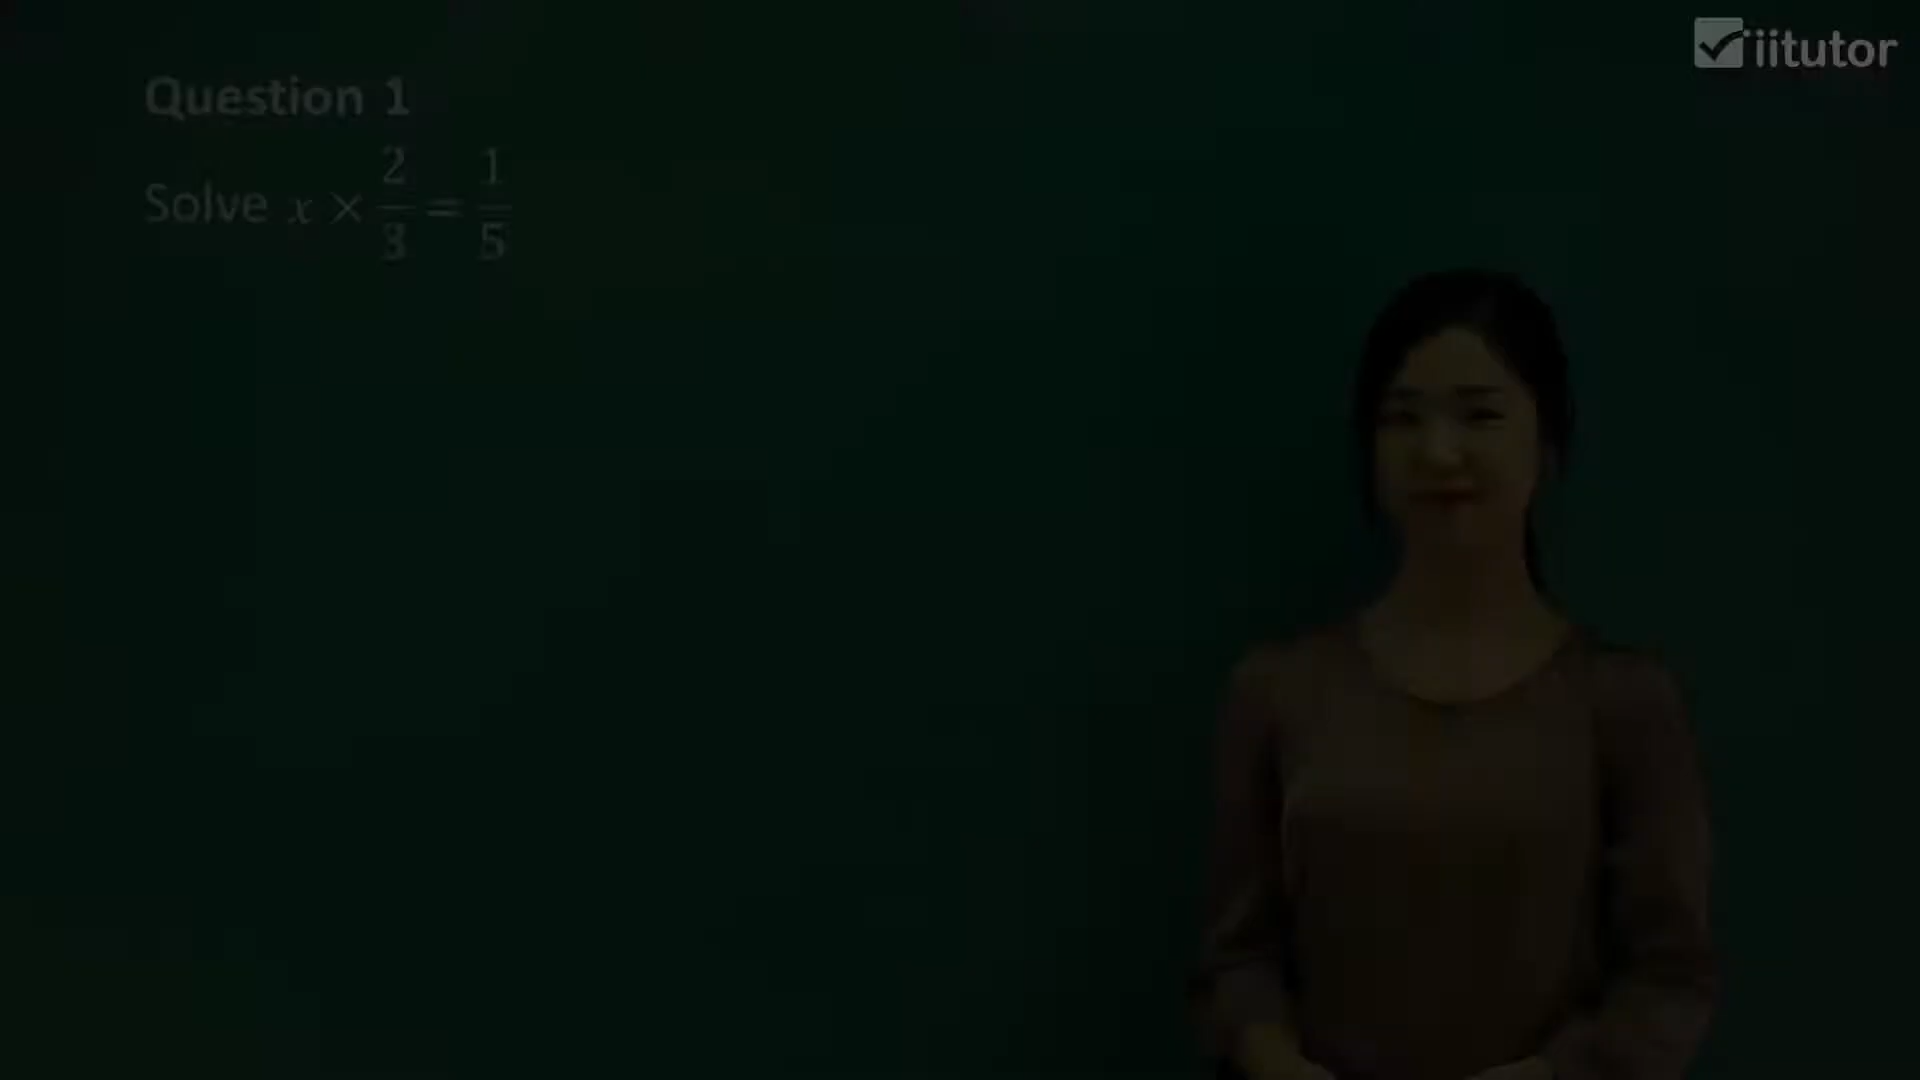 iitutor
Question 1
Solve x × 2/3 = 1/5